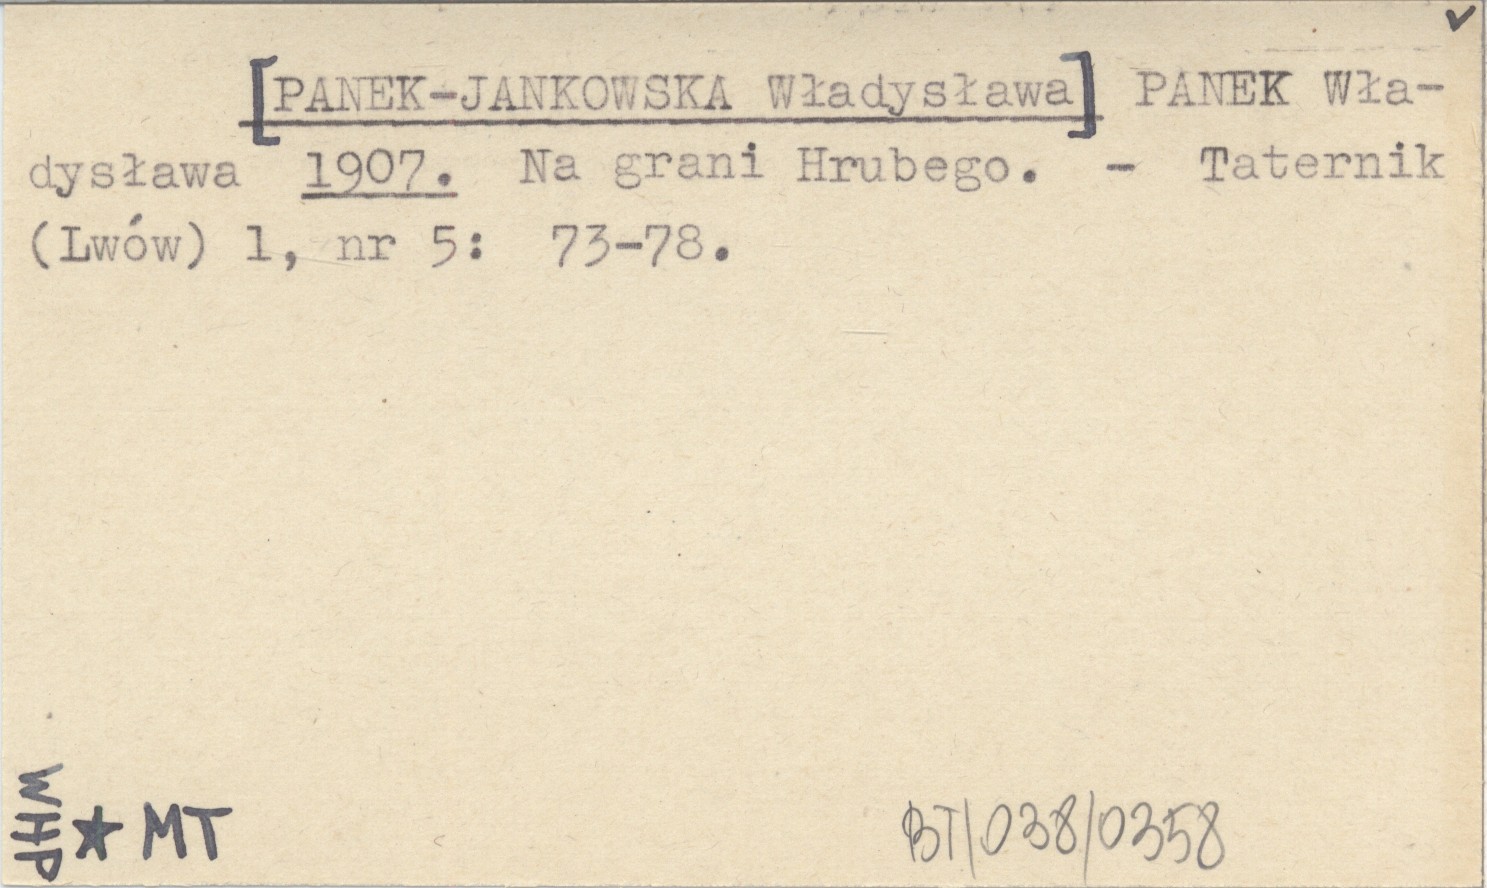 [PANEK-JANKOWSKA Władysława] PANEK Wła-
dysława 1907. Na grani Hrubego. - Taternik
(Lwów) 1, nr 5: 73-78.
WHP ★ MT
BT/038/0358